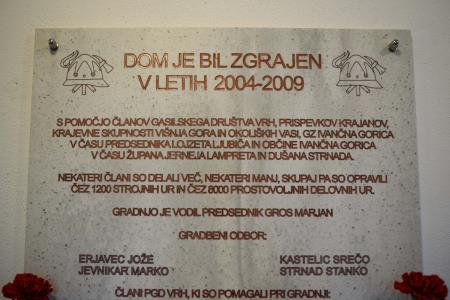 DOM JE BIL ZGRAJEN
V LETIH 2004-2009
S POMOČJO ČLANOV GASILSKEGA DRUŠTVA VRH, PRISPEVKOV KRAJANOV,
KRAJEVNE SKUPNOSTI VIŠNJA GORA IN OKOLIŠKIH VASI, GZ IVANČNA GORICA
V ČASU PREDSEDNIKA LOJZETA LJUBIČA IN OBČINE IVANČNA GORICA
V ČASU ŽUPANA JERNEJA LAMPRETA IN DUŠANA STRNADA.
NEKATERI ČLANI SO DELALI VEČ, NEKATERI MANJ, SKUPAJ PA SO OPRAVILI
ČEZ 1200 STROJNIH UR IN ČEZ 8000 PROSTOVOLJNIH DELOVNIH UR.
GRADNJO JE VODIL PREDSEDNIK GROS MARJAN
GRADBENI ODBOR:
ERJAVEC JOŽE KASTELIC SREČO
JEVNIKAR MARKO STRNAD STANKO
ČLANI PGD VRH, KI SO POMAGALI PRI GRADNJI: